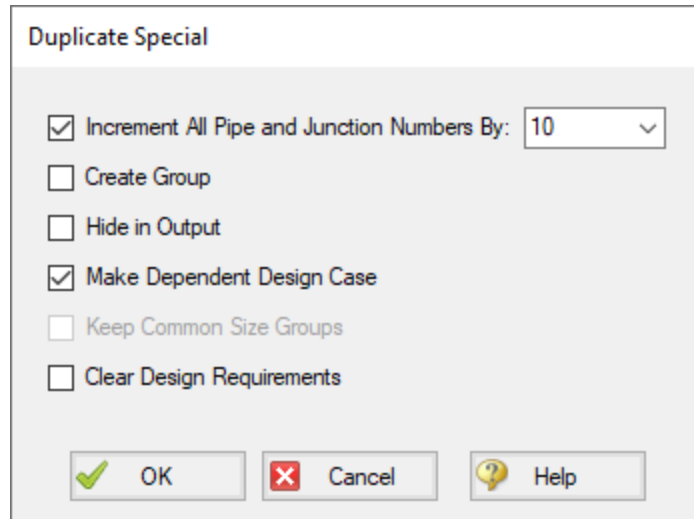 Duplicate Special
Increment All Pipe and Junction Numbers By: 10
Create Group
Hide in Output
Make Dependent Design Case
Keep Common Size Groups
Clear Design Requirements
OK Cancel Help